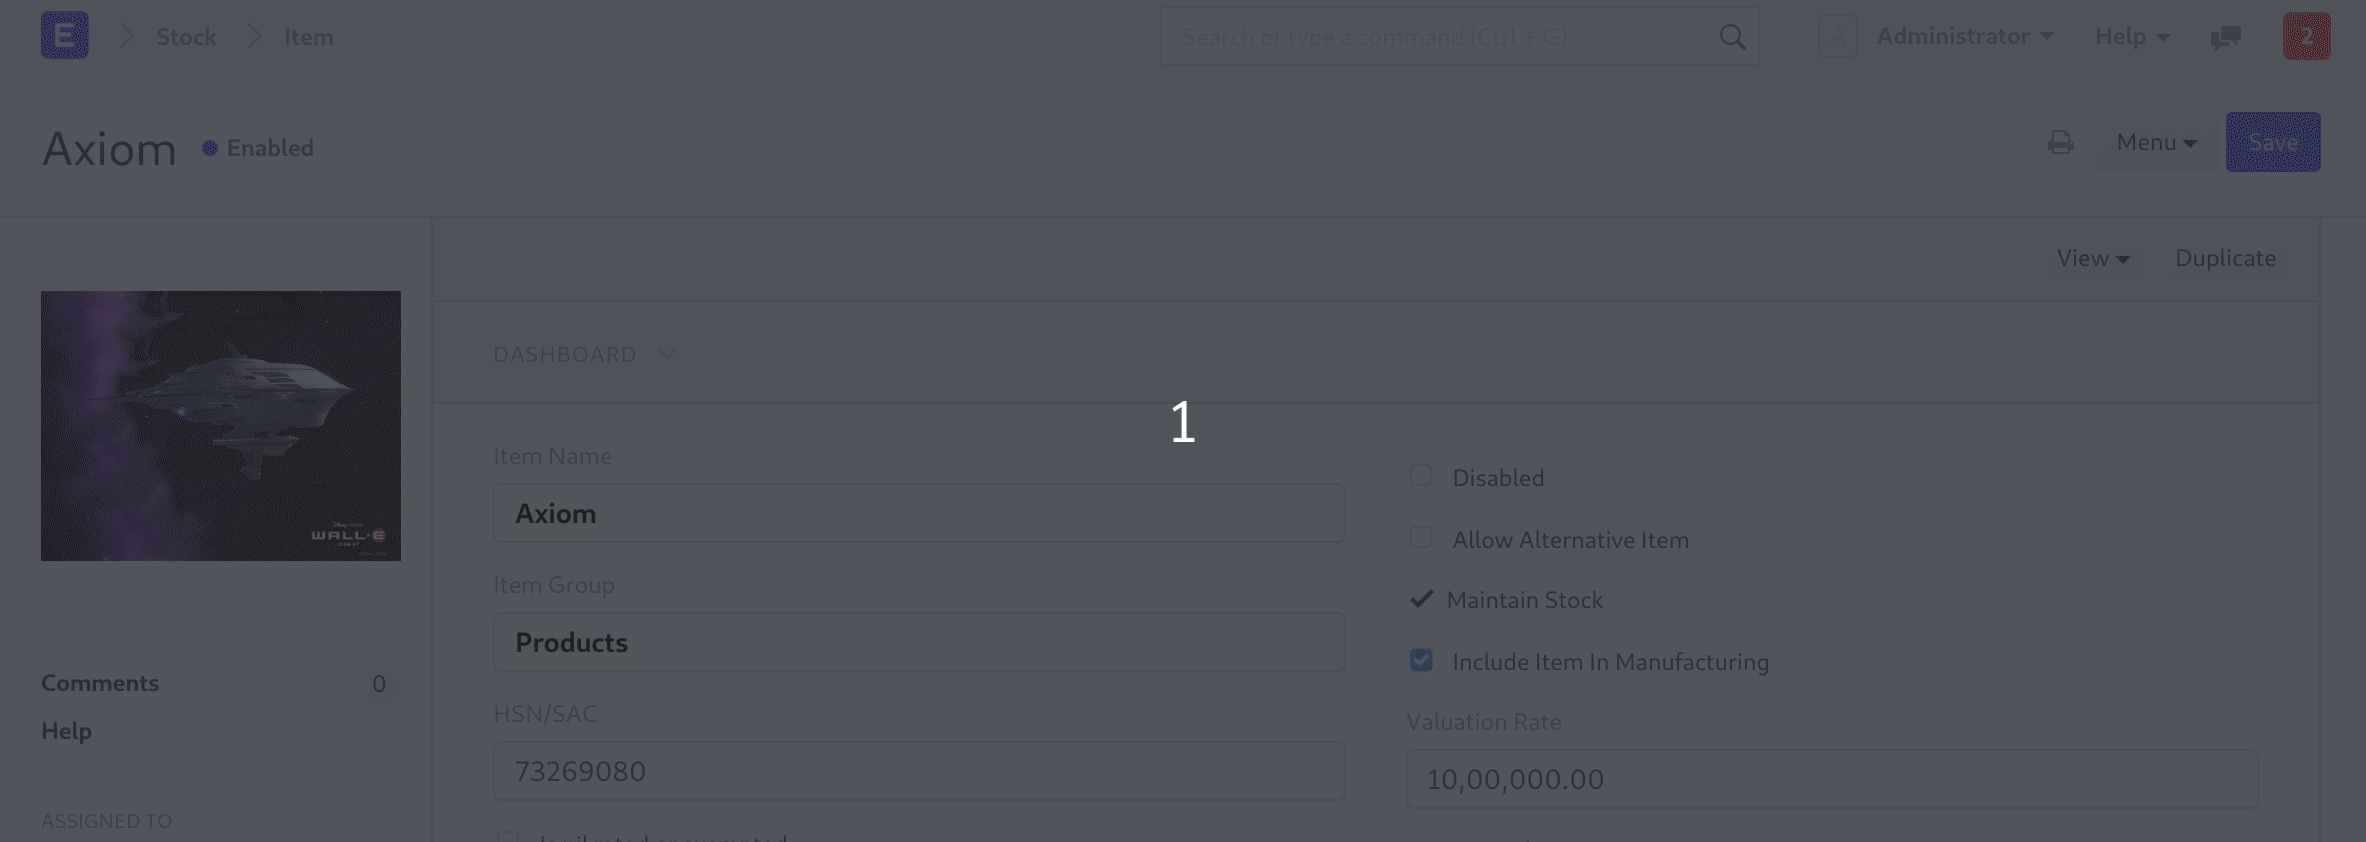 E Stock Item Search or type a command (Ctrl + G) A Administrator Help 2
Axiom Enabled Menu Save
View Duplicate
DASHBOARD
1
Item Name
Axiom
Disabled
Allow Alternative Item
Item Group
Products
Maintain Stock
Include Item In Manufacturing
WALL·E
Comments 0
Help
HSN/SAC
73269080
Valuation Rate
10,00,000.00
ASSIGNED TO